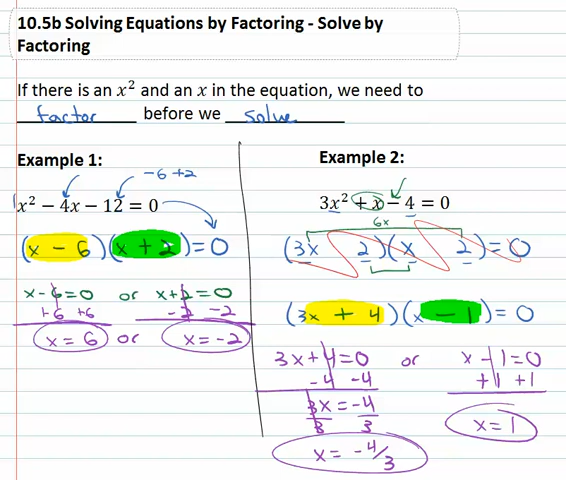 10.5b Solving Equations by Factoring - Solve by
Factoring
If there is an x² and an x in the equation, we need to
factor before we solve
Example 1:
-6 +2
x² − 4x − 12 = 0
(x - 6)(x + 2) = 0
x-6=0 or x+2=0
+6 +6 -2 -2
x = 6 or x = -2
Example 2:
3x² + x − 4 = 0
6x
(3x 2)(x 2) = 0
(3x + 4)(x - 1) = 0
3x+4=0 or x-1=0
-4 -4 +1 +1
3x = -4
3 3
x = 1
x = -4/3